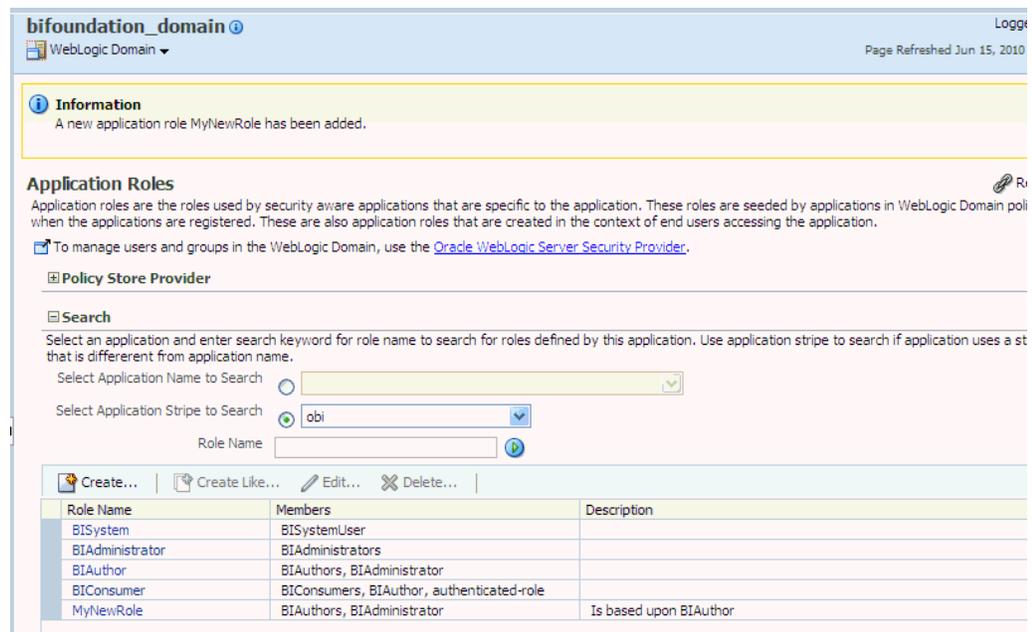 bifoundation_domain
Logge
WebLogic Domain
Page Refreshed Jun 15, 2010
Information
A new application role MyNewRole has been added.
Application Roles
Re
Application roles are the roles used by security aware applications that are specific to the application. These roles are seeded by applications in WebLogic Domain poli
when the applications are registered. These are also application roles that are created in the context of end users accessing the application.
To manage users and groups in the WebLogic Domain, use the Oracle WebLogic Server Security Provider.
Policy Store Provider
Search
Select an application and enter search keyword for role name to search for roles defined by this application. Use application stripe to search if application uses a st
that is differerent from application name.
Select Application Name to Search
Select Application Stripe to Search obi
Role Name
Create... Create Like... Edit... Delete...
Role Name Members Description
BISystem BISystemUser
BIAdministrator BIAdministrators
BIAuthor BIAuthors, BIAdministrator
BIConsumer BIConsumers, BIAuthor, authenticated-role
MyNewRole BIAuthors, BIAdministrator Is based upon BIAuthor